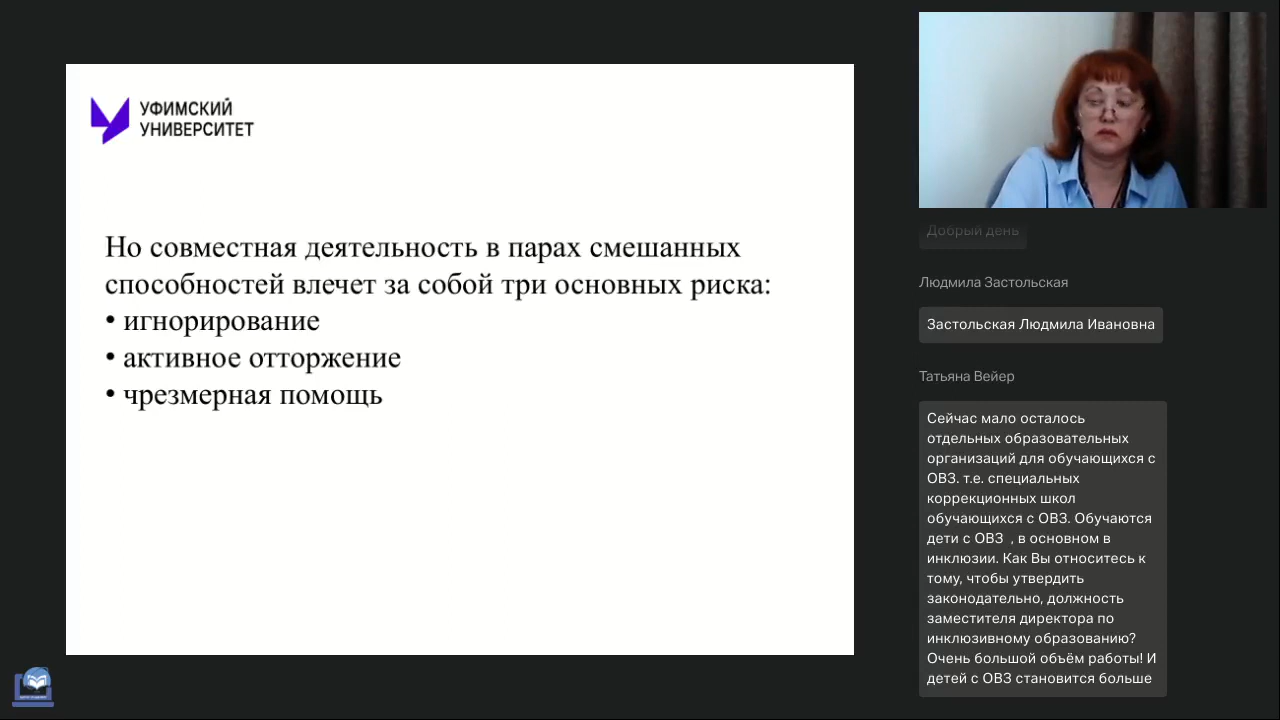 УФИМСКИЙ
УНИВЕРСИТЕТ
Но совместная деятельность в парах смешанных
способностей влечет за собой три основных риска:
• игнорирование
• активное отторжение
• чрезмерная помощь
Добрый день
Людмила Застольская
Застольская Людмила Ивановна
Татьяна Вейер
Сейчас мало осталось
отдельных образовательных
организаций для обучающихся с
ОВЗ. т.е. специальных
коррекционных школ
обучающихся с ОВЗ. Обучаются
дети с ОВЗ , в основном в
инклюзии. Как Вы относитесь к
тому, чтобы утвердить
законодательно, должность
заместителя директора по
инклюзивному образованию?
Очень большой объём работы! И
детей с ОВЗ становится больше